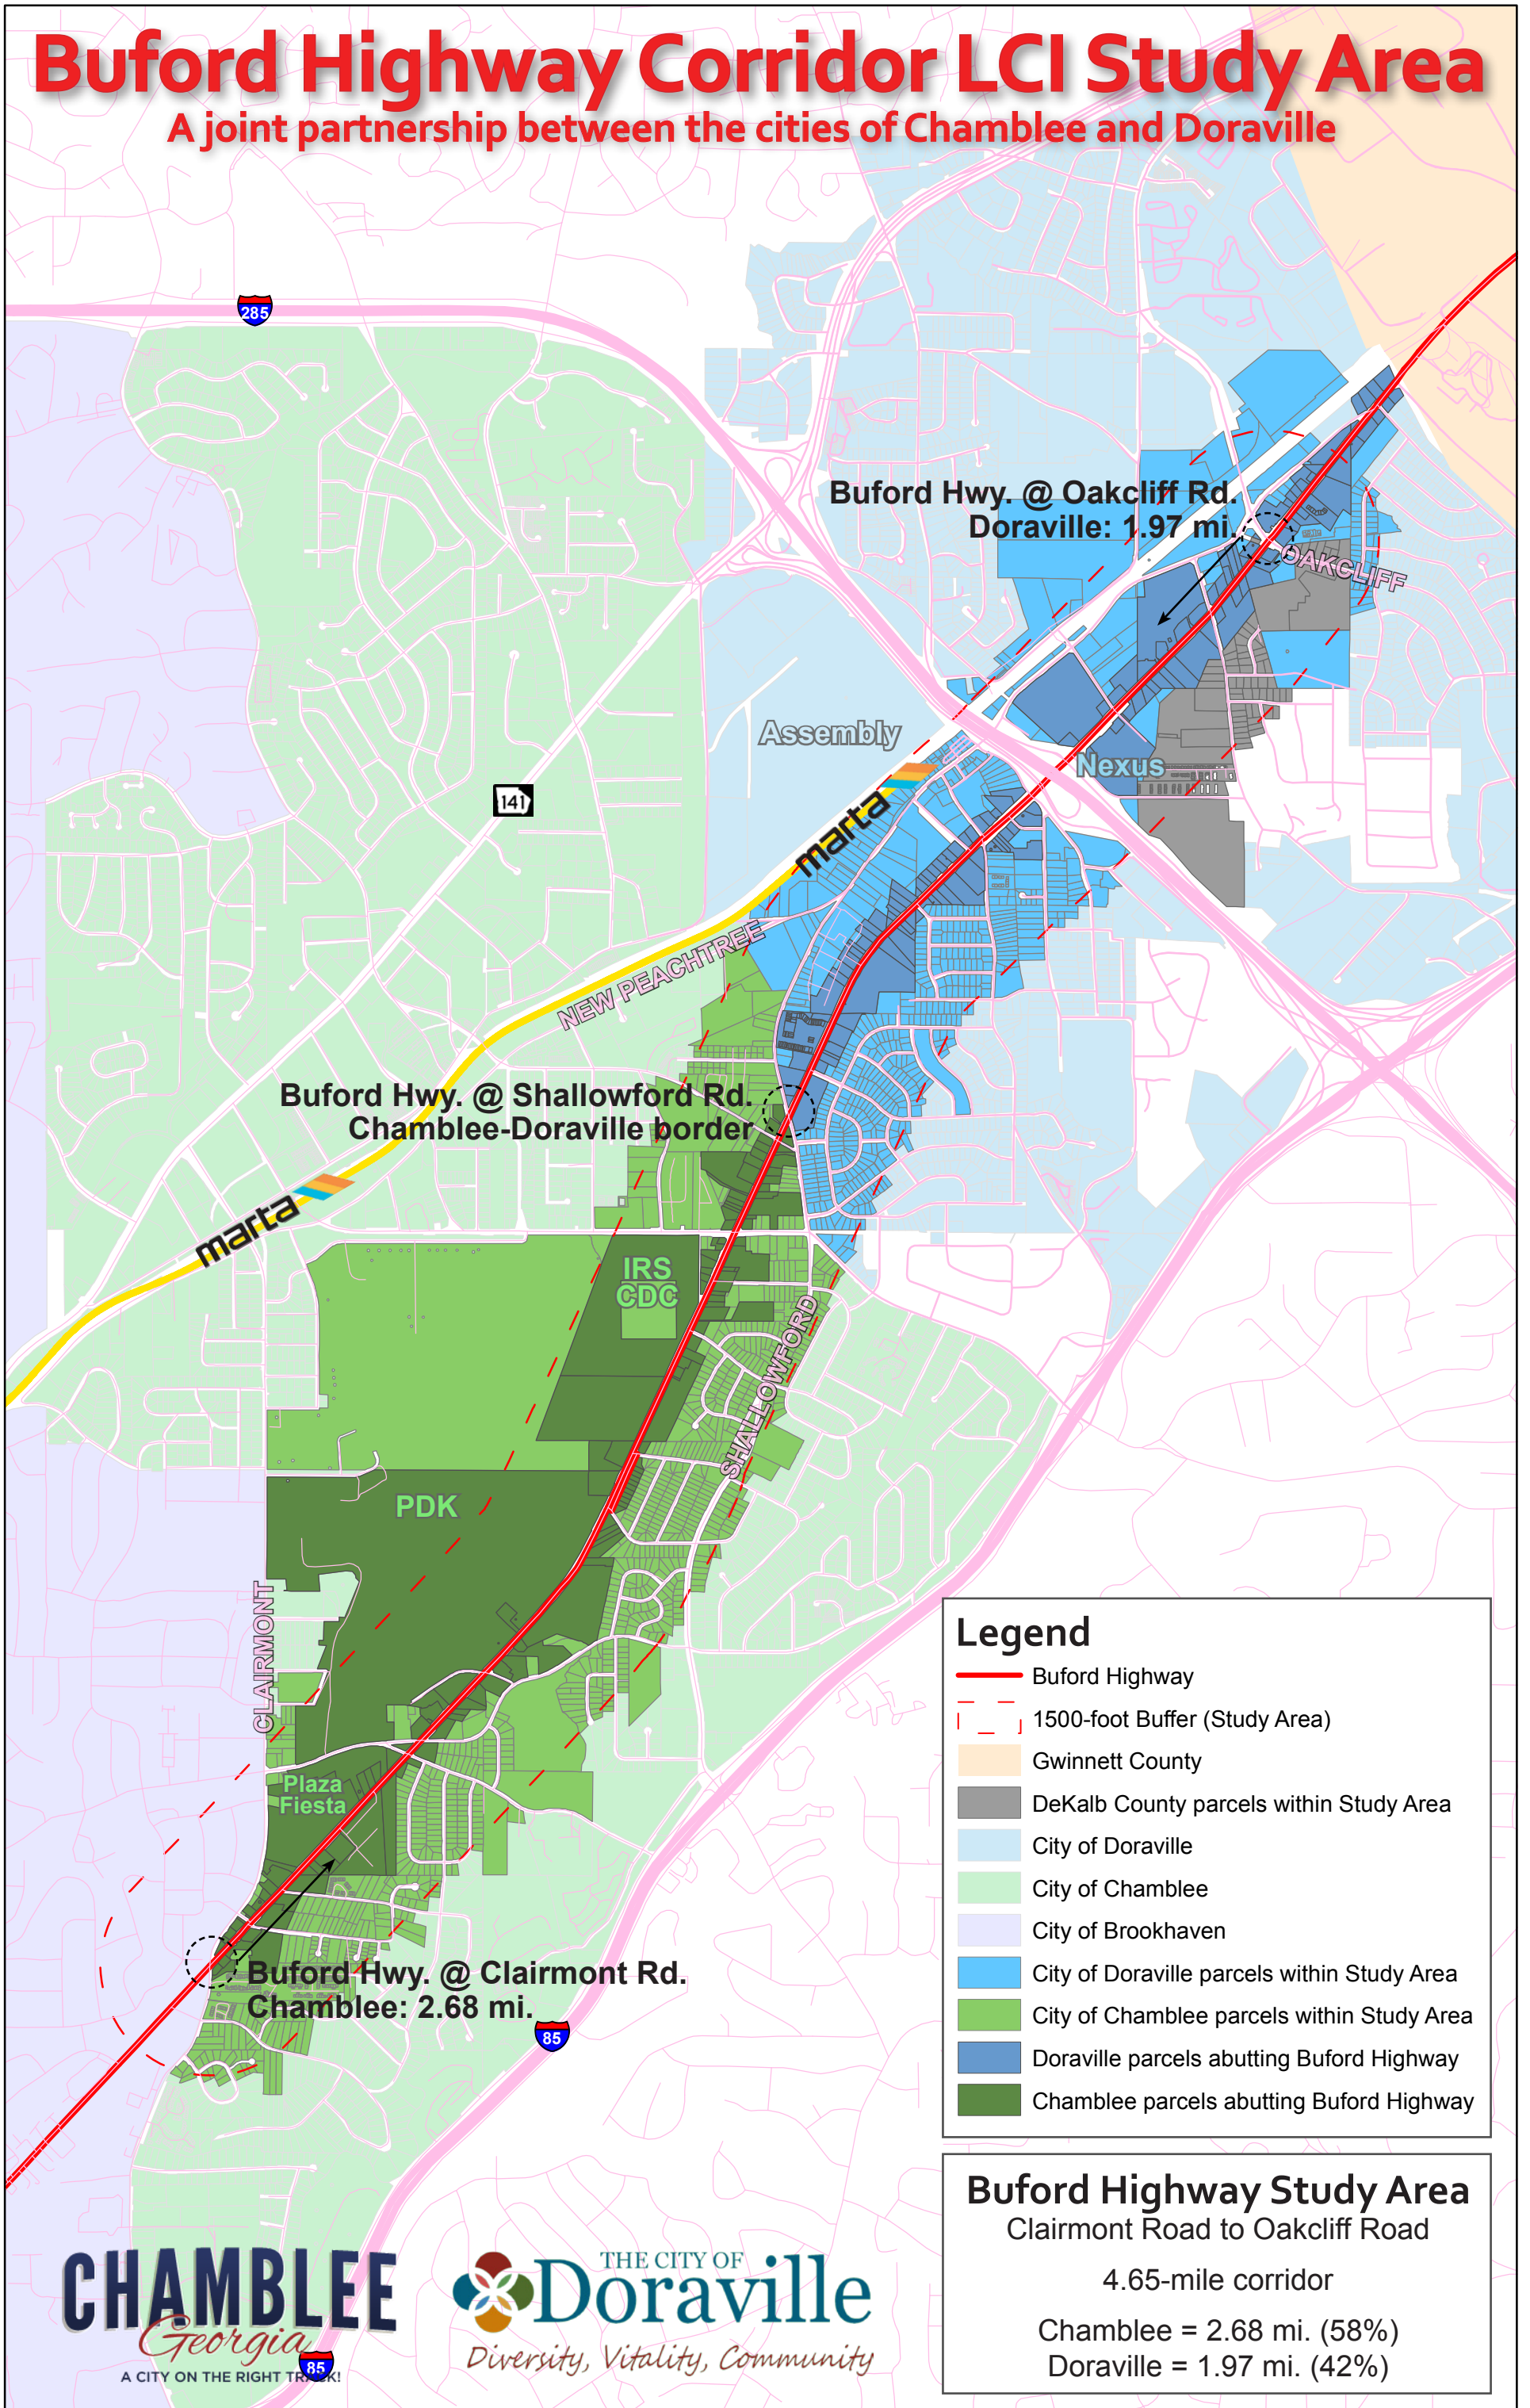 Buford Highway Corridor LCI Study Area
A joint partnership between the cities of Chamblee and Doraville
285
Buford Hwy. @ Oakcliff Rd.
Doraville: 1.97 mi.
OAKCLIFF
Assembly
Nexus
141
marta
NEW PEACHTREE
Buford Hwy. @ Shallowford Rd.
Chamblee-Doraville border
marta
IRS
CDC
SHALLOWFORD
PDK
CLAIRMONT
Plaza
Fiesta
Buford Hwy. @ Clairmont Rd.
Chamblee: 2.68 mi.
85
Legend
Buford Highway
1500-foot Buffer (Study Area)
Gwinnett County
DeKalb County parcels within Study Area
City of Doraville
City of Chamblee
City of Brookhaven
City of Doraville parcels within Study Area
City of Chamblee parcels within Study Area
Doraville parcels abutting Buford Highway
Chamblee parcels abutting Buford Highway
Buford Highway Study Area
Clairmont Road to Oakcliff Road
4.65-mile corridor
Chamblee = 2.68 mi. (58%)
Doraville = 1.97 mi. (42%)
CHAMBLEE
Georgia
A CITY ON THE RIGHT TRACK!
85
THE CITY OF
Doraville
Diversity, Vitality, Community